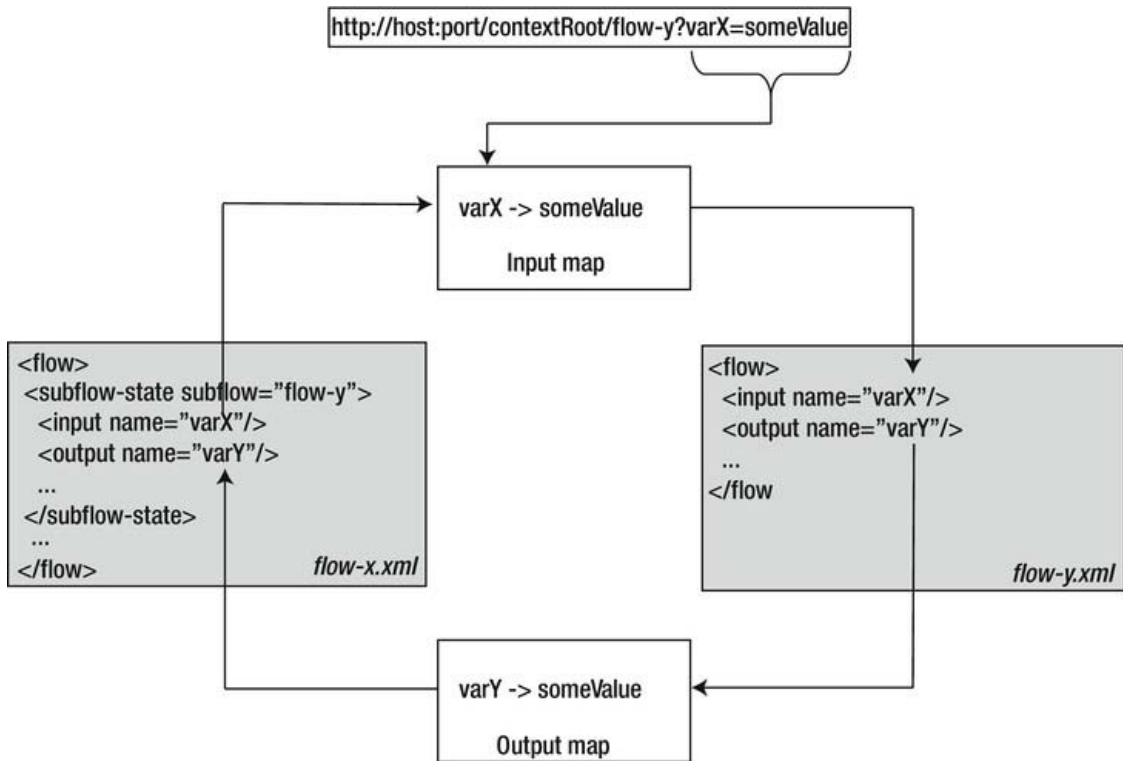 http://host:port/contextRoot/flow-y?varX=someValue
varX -> someValue
Input map
<flow>
<subflow-state subflow=”flow-y”>
<input name=”varX”/>
<output name=”varY”/>
...
</subflow-state>
...
</flow>
flow-x.xml
<flow>
<input name=”varX”/>
<output name=”varY”/>
...
</flow
flow-y.xml
varY -> someValue
Output map